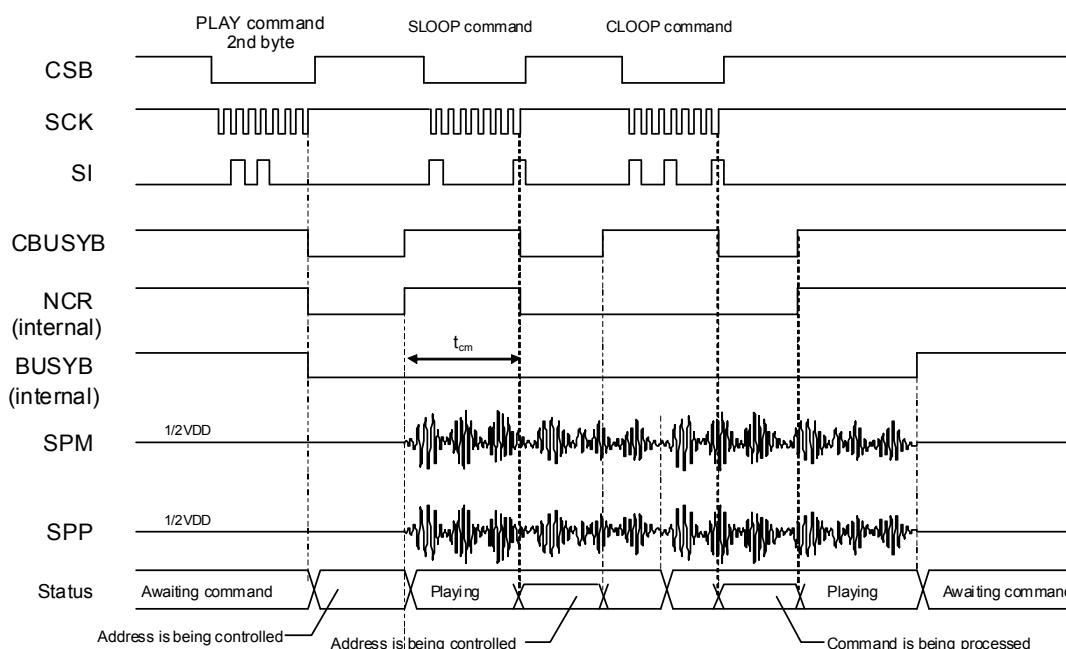 PLAY command
2nd byte
SLOOP command
CLOOP command
CSB
SCK
SI
CBUSYB
NCR
(internal)
tcm
BUSYB
(internal)
SPM
1/2VDD
SPP
1/2VDD
Status
Awaiting command
Playing
Playing
Awaiting command
Address is being controlled
Address is being controlled
Command is being processed